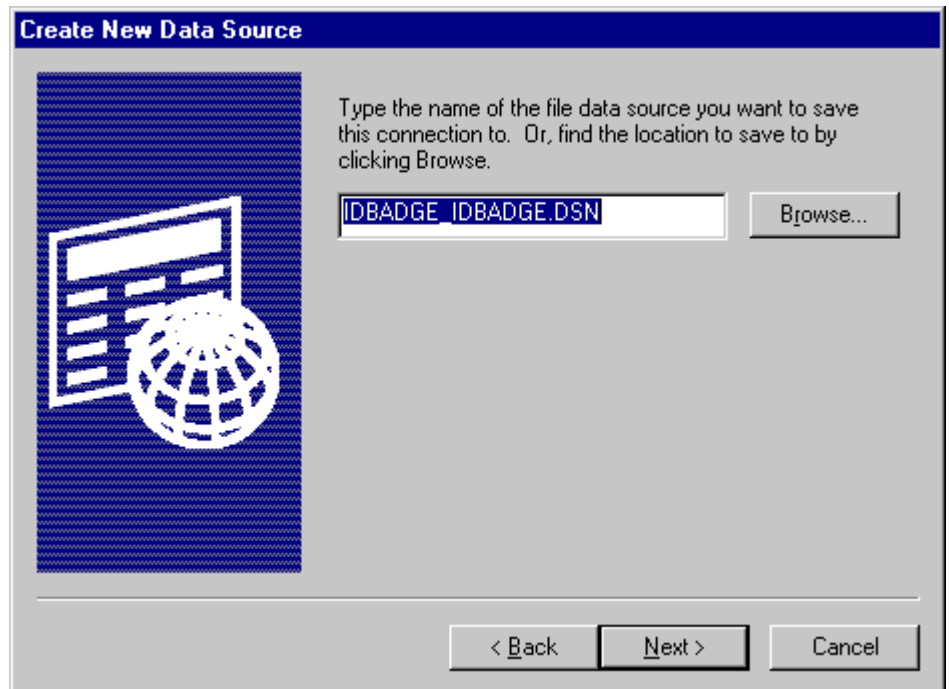 Create New Data Source
Type the name of the file data source you want to save
this connection to.  Or, find the location to save to by
clicking Browse.
IDBADGE_IDBADGE.DSN
Browse...
< Back
Next >
Cancel